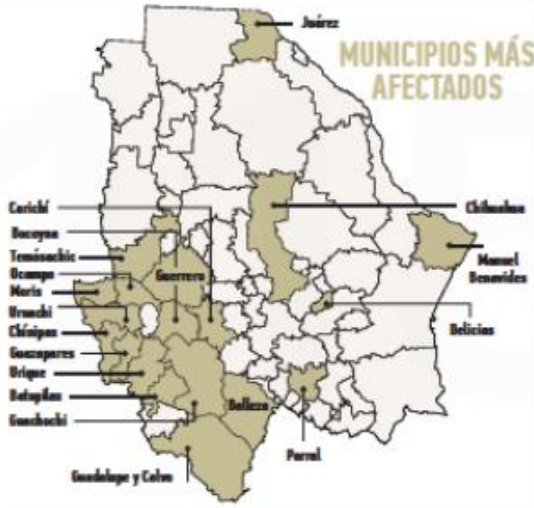 Juárez
MUNICIPIOS MÁS
AFECTADOS
Carichí
Bocoyna
Temósachic
Ocampo
Moris
Uruachi
Chínipas
Guazapares
Urique
Batopilas
Guachochi
Guerrero
Chihuahua
Manuel
Benavides
Delicias
Balleza
Parral
Guadalupe y Calvo